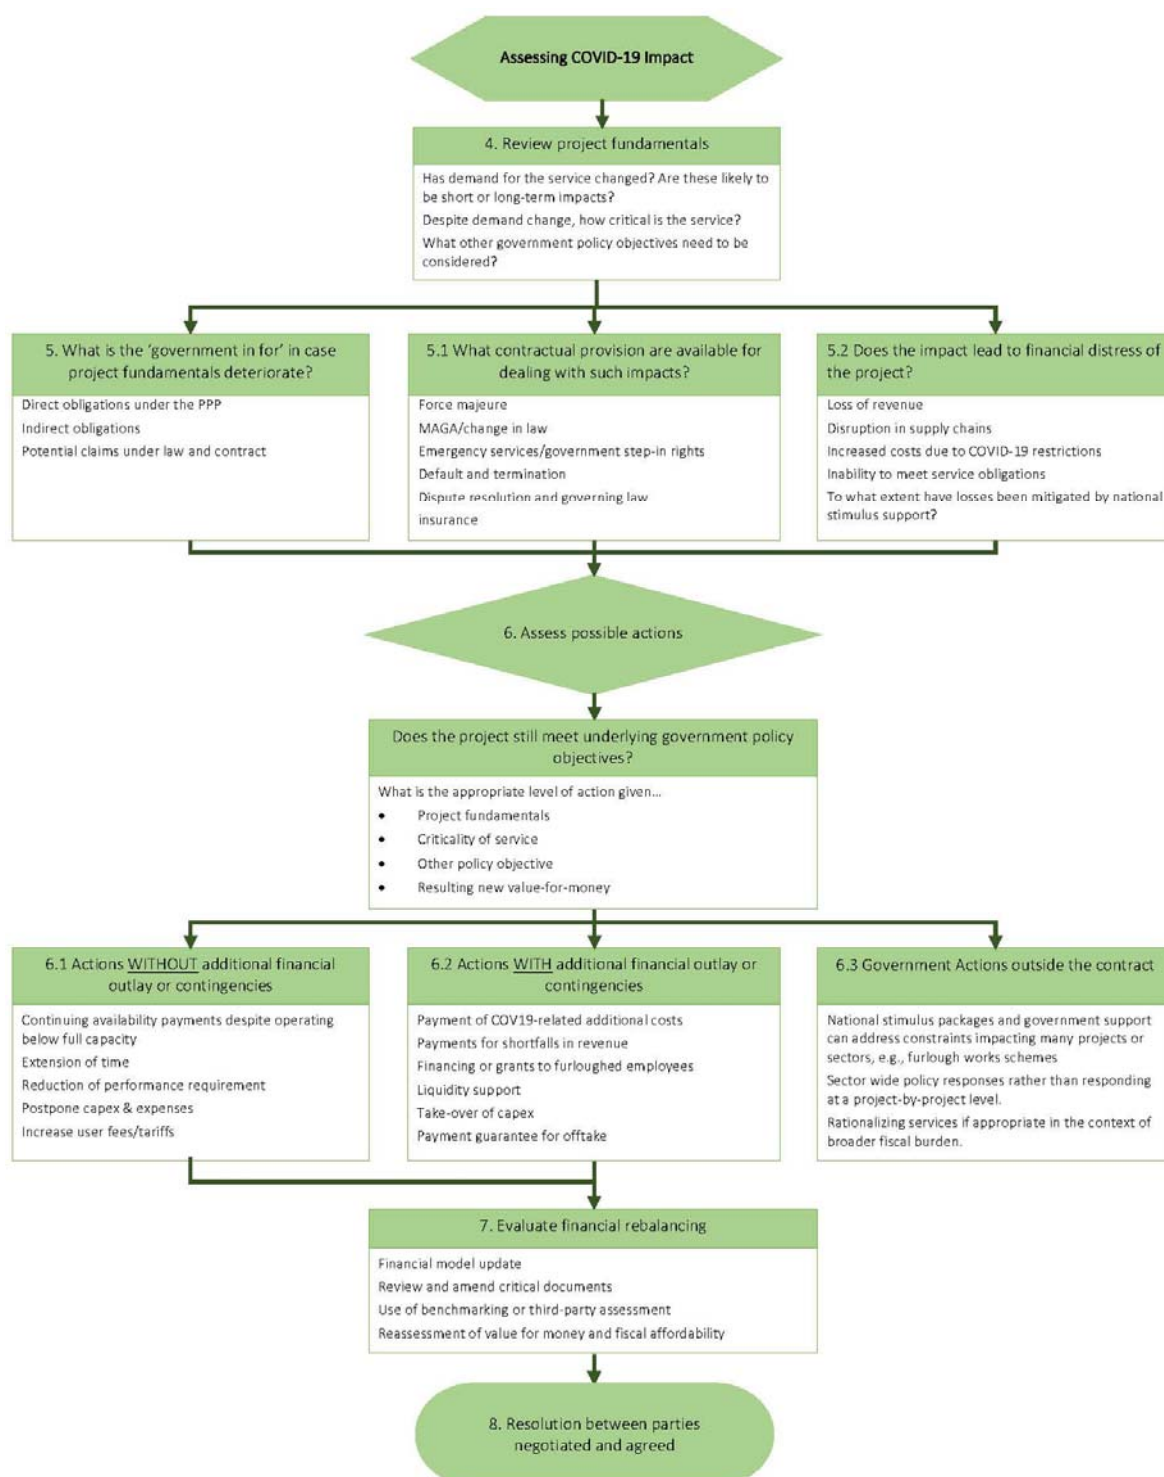 Assessing COVID-19 Impact
4. Review project fundamentals
Has demand for the service changed? Are these likely to
be short or long-term impacts?
Despite demand change, how critical is the service?
What other government policy objectives need to be
considered?
5. What is the ‘government in for’ in case
project fundamentals deteriorate?
Direct obligations under the PPP
Indirect obligations
Potential claims under law and contract
5.1 What contractual provision are available for
dealing with such impacts?
Force majeure
MAGA/change in law
Emergency services/government step-in rights
Default and termination
Dispute resolution and governing law
insurance
5.2 Does the impact lead to financial distress of
the project?
Loss of revenue
Disruption in supply chains
Increased costs due to COVID-19 restrictions
Inability to meet service obligations
To what extent have losses been mitigated by national
stimulus support?
6. Assess possible actions
Does the project still meet underlying government policy
objectives?
What is the appropriate level of action given...
• Project fundamentals
• Criticality of service
• Other policy objective
• Resulting new value-for-money
6.1 Actions WITHOUT additional financial
outlay or contingencies
Continuing availability payments despite operating
below full capacity
Extension of time
Reduction of performance requirement
Postpone capex & expenses
Increase user fees/tariffs
6.2 Actions WITH additional financial outlay or
contingencies
Payment of COV19-related additional costs
Payments for shortfalls in revenue
Financing or grants to furloughed employees
Liquidity support
Take-over of capex
Payment guarantee for offtake
6.3 Government Actions outside the contract
National stimulus packages and government support
can address constraints impacting many projects or
sectors, e.g., furlough works schemes
Sector wide policy responses rather than responding
at a project-by-project level.
Rationalizing services if appropriate in the context of
broader fiscal burden.
7. Evaluate financial rebalancing
Financial model update
Review and amend critical documents
Use of benchmarking or third-party assessment
Reassessment of value for money and fiscal affordability
8. Resolution between parties
negotiated and agreed